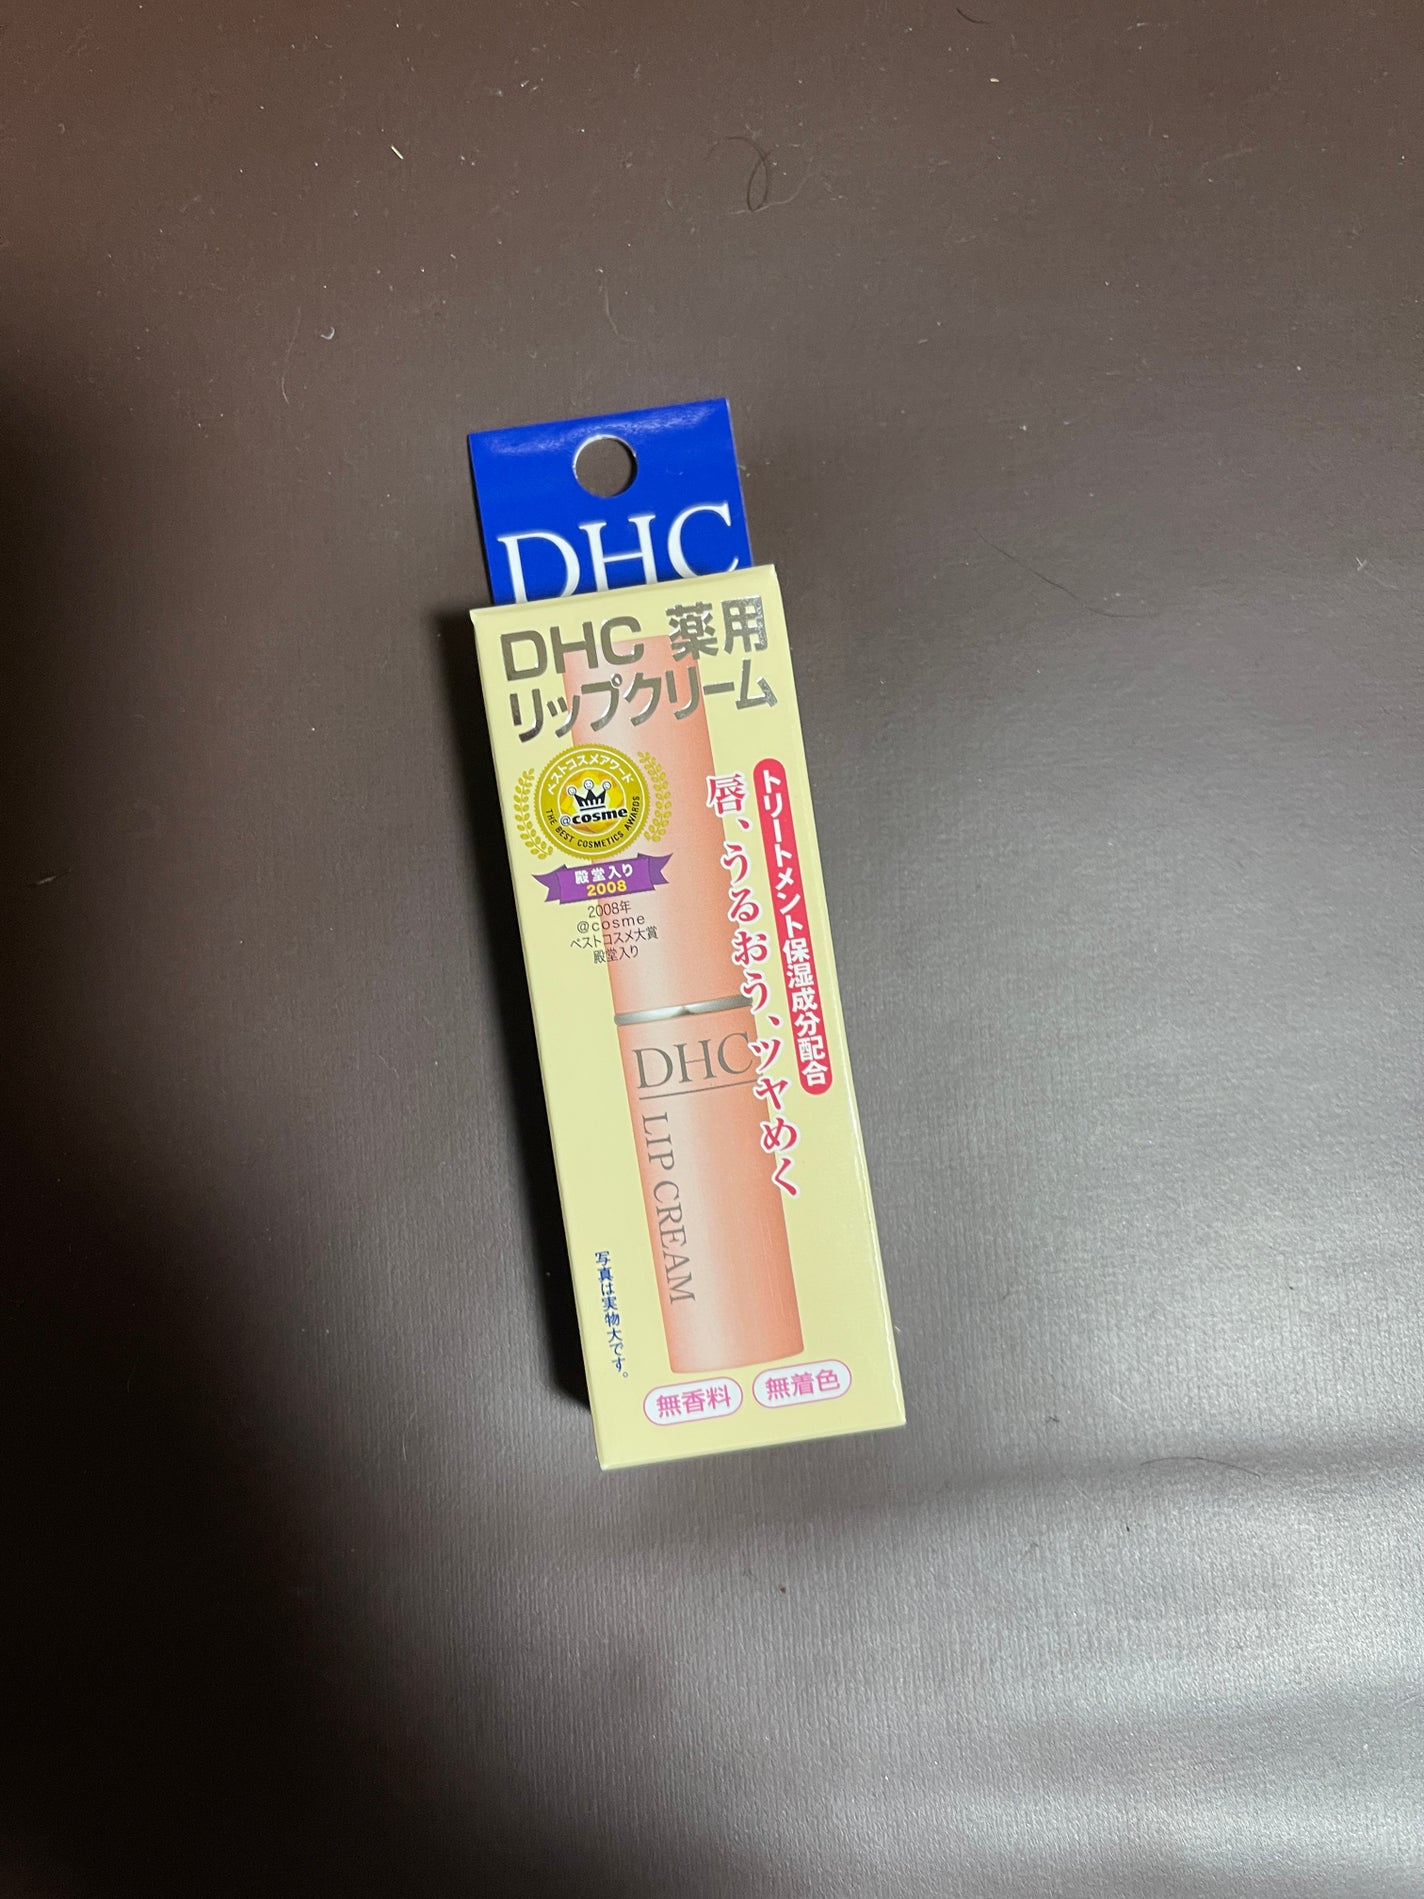 DHC
DHC 薬用
リップクリーム
ベストコスメアワード
@cosme
THE BEST COSMETICS AWARDS
殿堂入り
2008
2008年
@cosme
ベストコスメ大賞
殿堂入り
トリートメント保湿成分配合
唇、うるおう、ツヤめく
DHC
LIP CREAM
写真は実物大です。
無香料
無着色